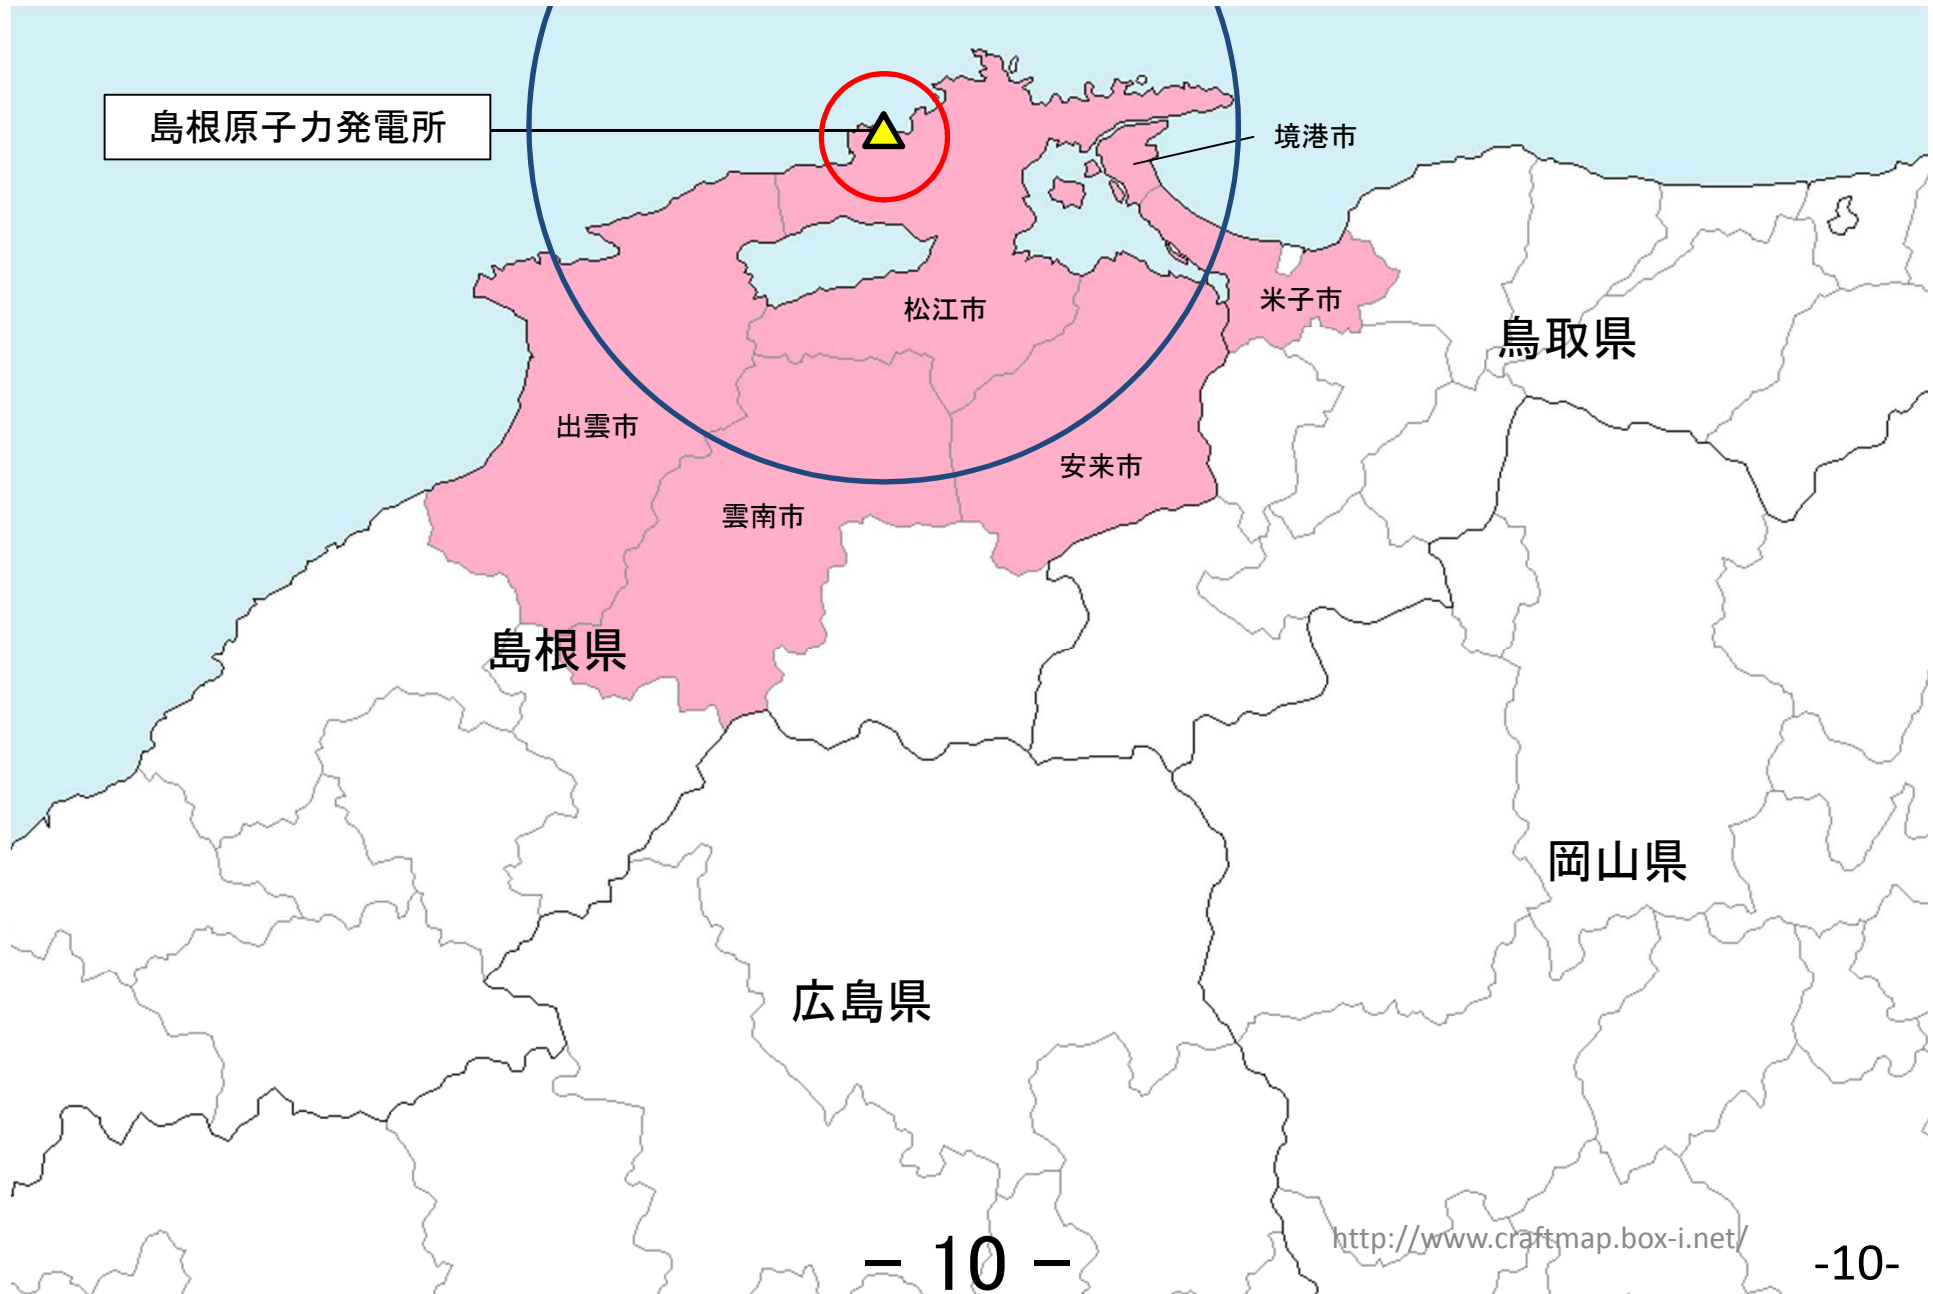 島根原子力発電所
境港市
米子市
松江市
鳥取県
出雲市
安来市
雲南市
島根県
岡山県
広島県
http://www.craftmap.box-i.net/
- 10 -
-10-